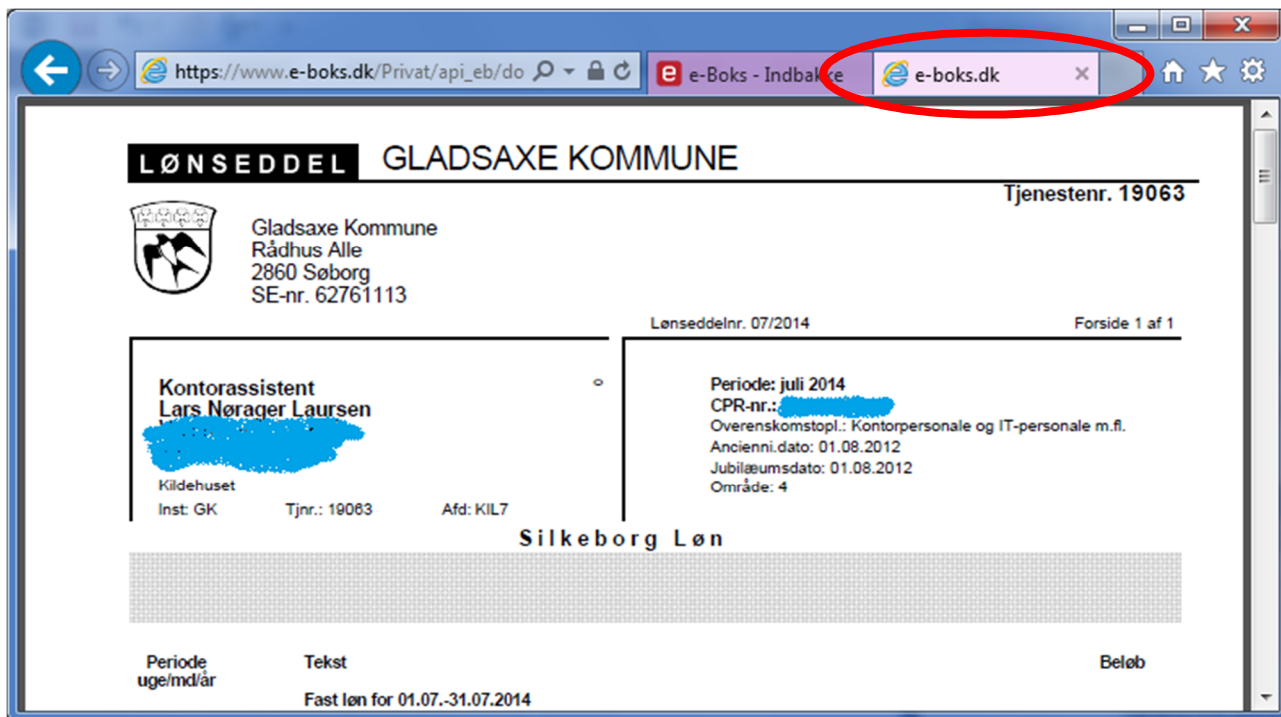 https://www.e-boks.dk/Privat/api_eb/do
e-Boks - Indbakke
e-boks.dk
LØNSEDDEL GLADSAXE KOMMUNE
Tjenestenr. 19063
Gladsaxe Kommune
Rådhus Alle
2860 Søborg
SE-nr. 62761113
Lønseddelnr. 07/2014
Forside 1 af 1
Kontorassistent
Lars Nørager Laursen
Kildehuset
Inst: GK Tjnr.: 19063 Afd: KIL7
Periode: juli 2014
CPR-nr.:
Overenskomstopl.: Kontorpersonale og IT-personale m.fl.
Ancienni.dato: 01.08.2012
Jubilæumsdato: 01.08.2012
Område: 4
Silkeborg Løn
Periode Tekst Beløb
uge/md/år
Fast løn for 01.07.-31.07.2014